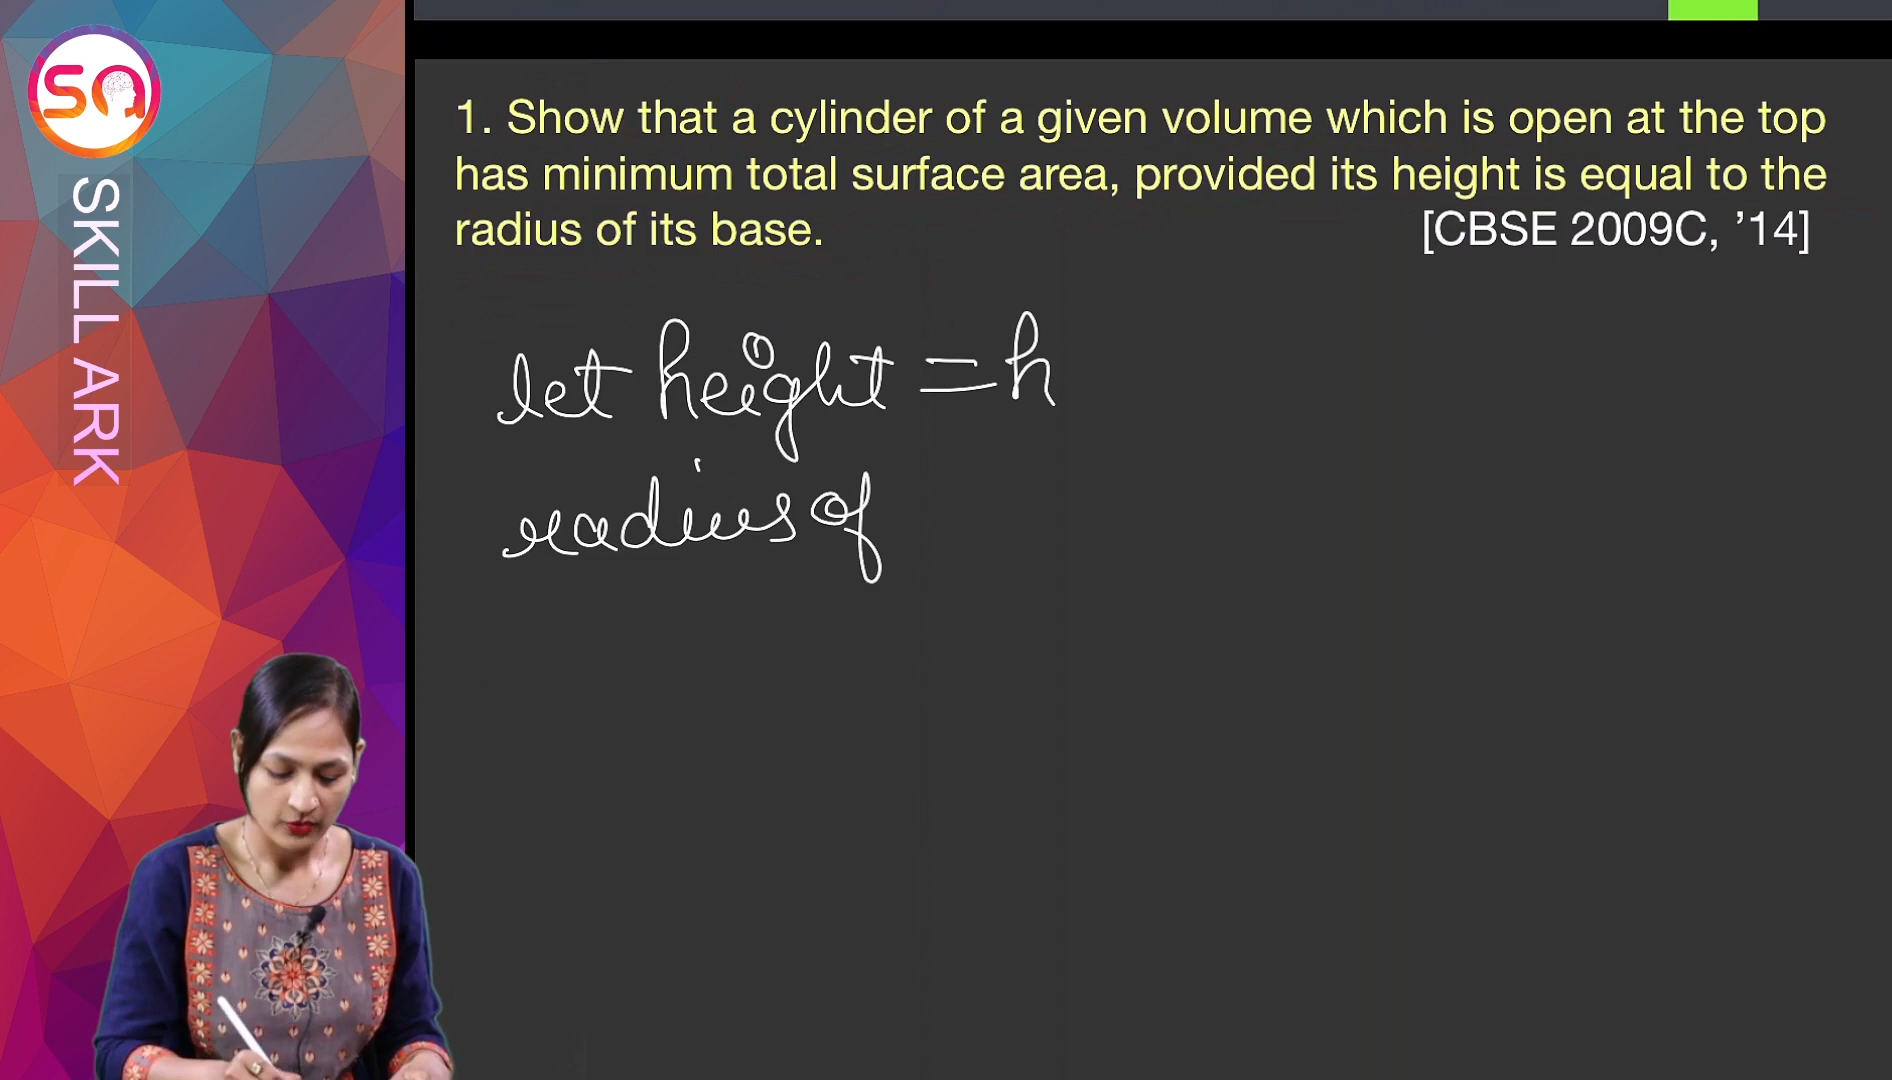 SQ
SKILL ARK
1. Show that a cylinder of a given volume which is open at the top
has minimum total surface area, provided its height is equal to the
radius of its base. [CBSE 2009C, ’14]
let height = h
radius of